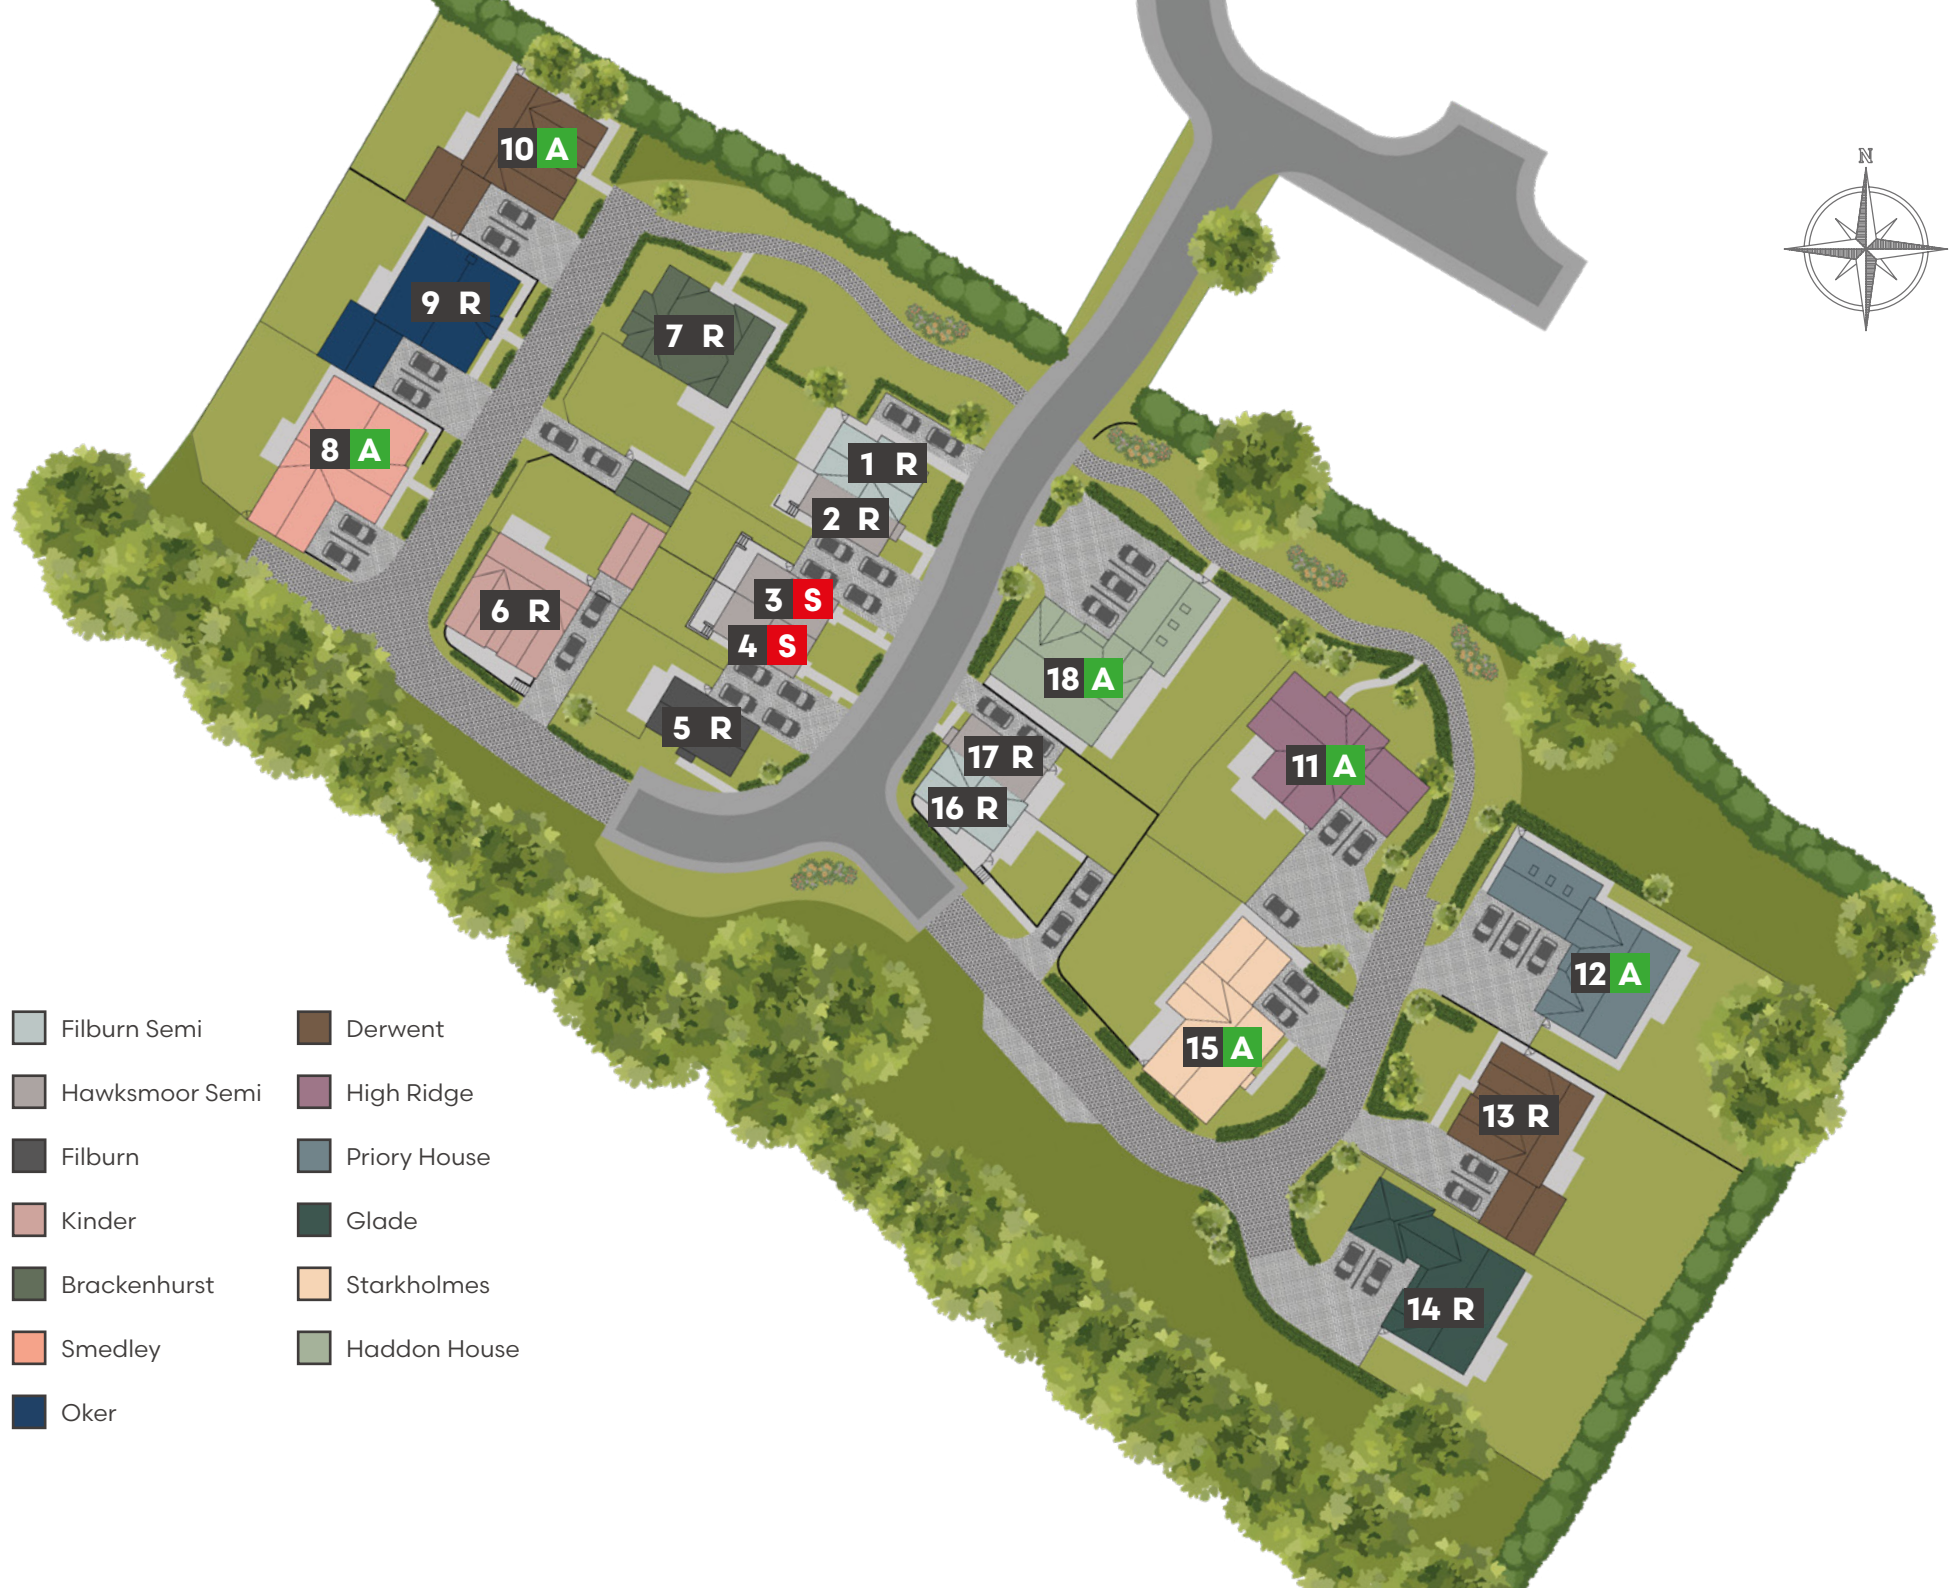 N
10 A
9 R
7 R
8 A
1 R
2 R
3 S
6 R
4 S
18 A
5 R
17 R
11 A
16 R
12 A
15 A
13 R
14 R
Filburn Semi
Hawksmoor Semi
Filburn
Kinder
Brackenhurst
Smedley
Oker
Derwent
High Ridge
Priory House
Glade
Starkholmes
Haddon House